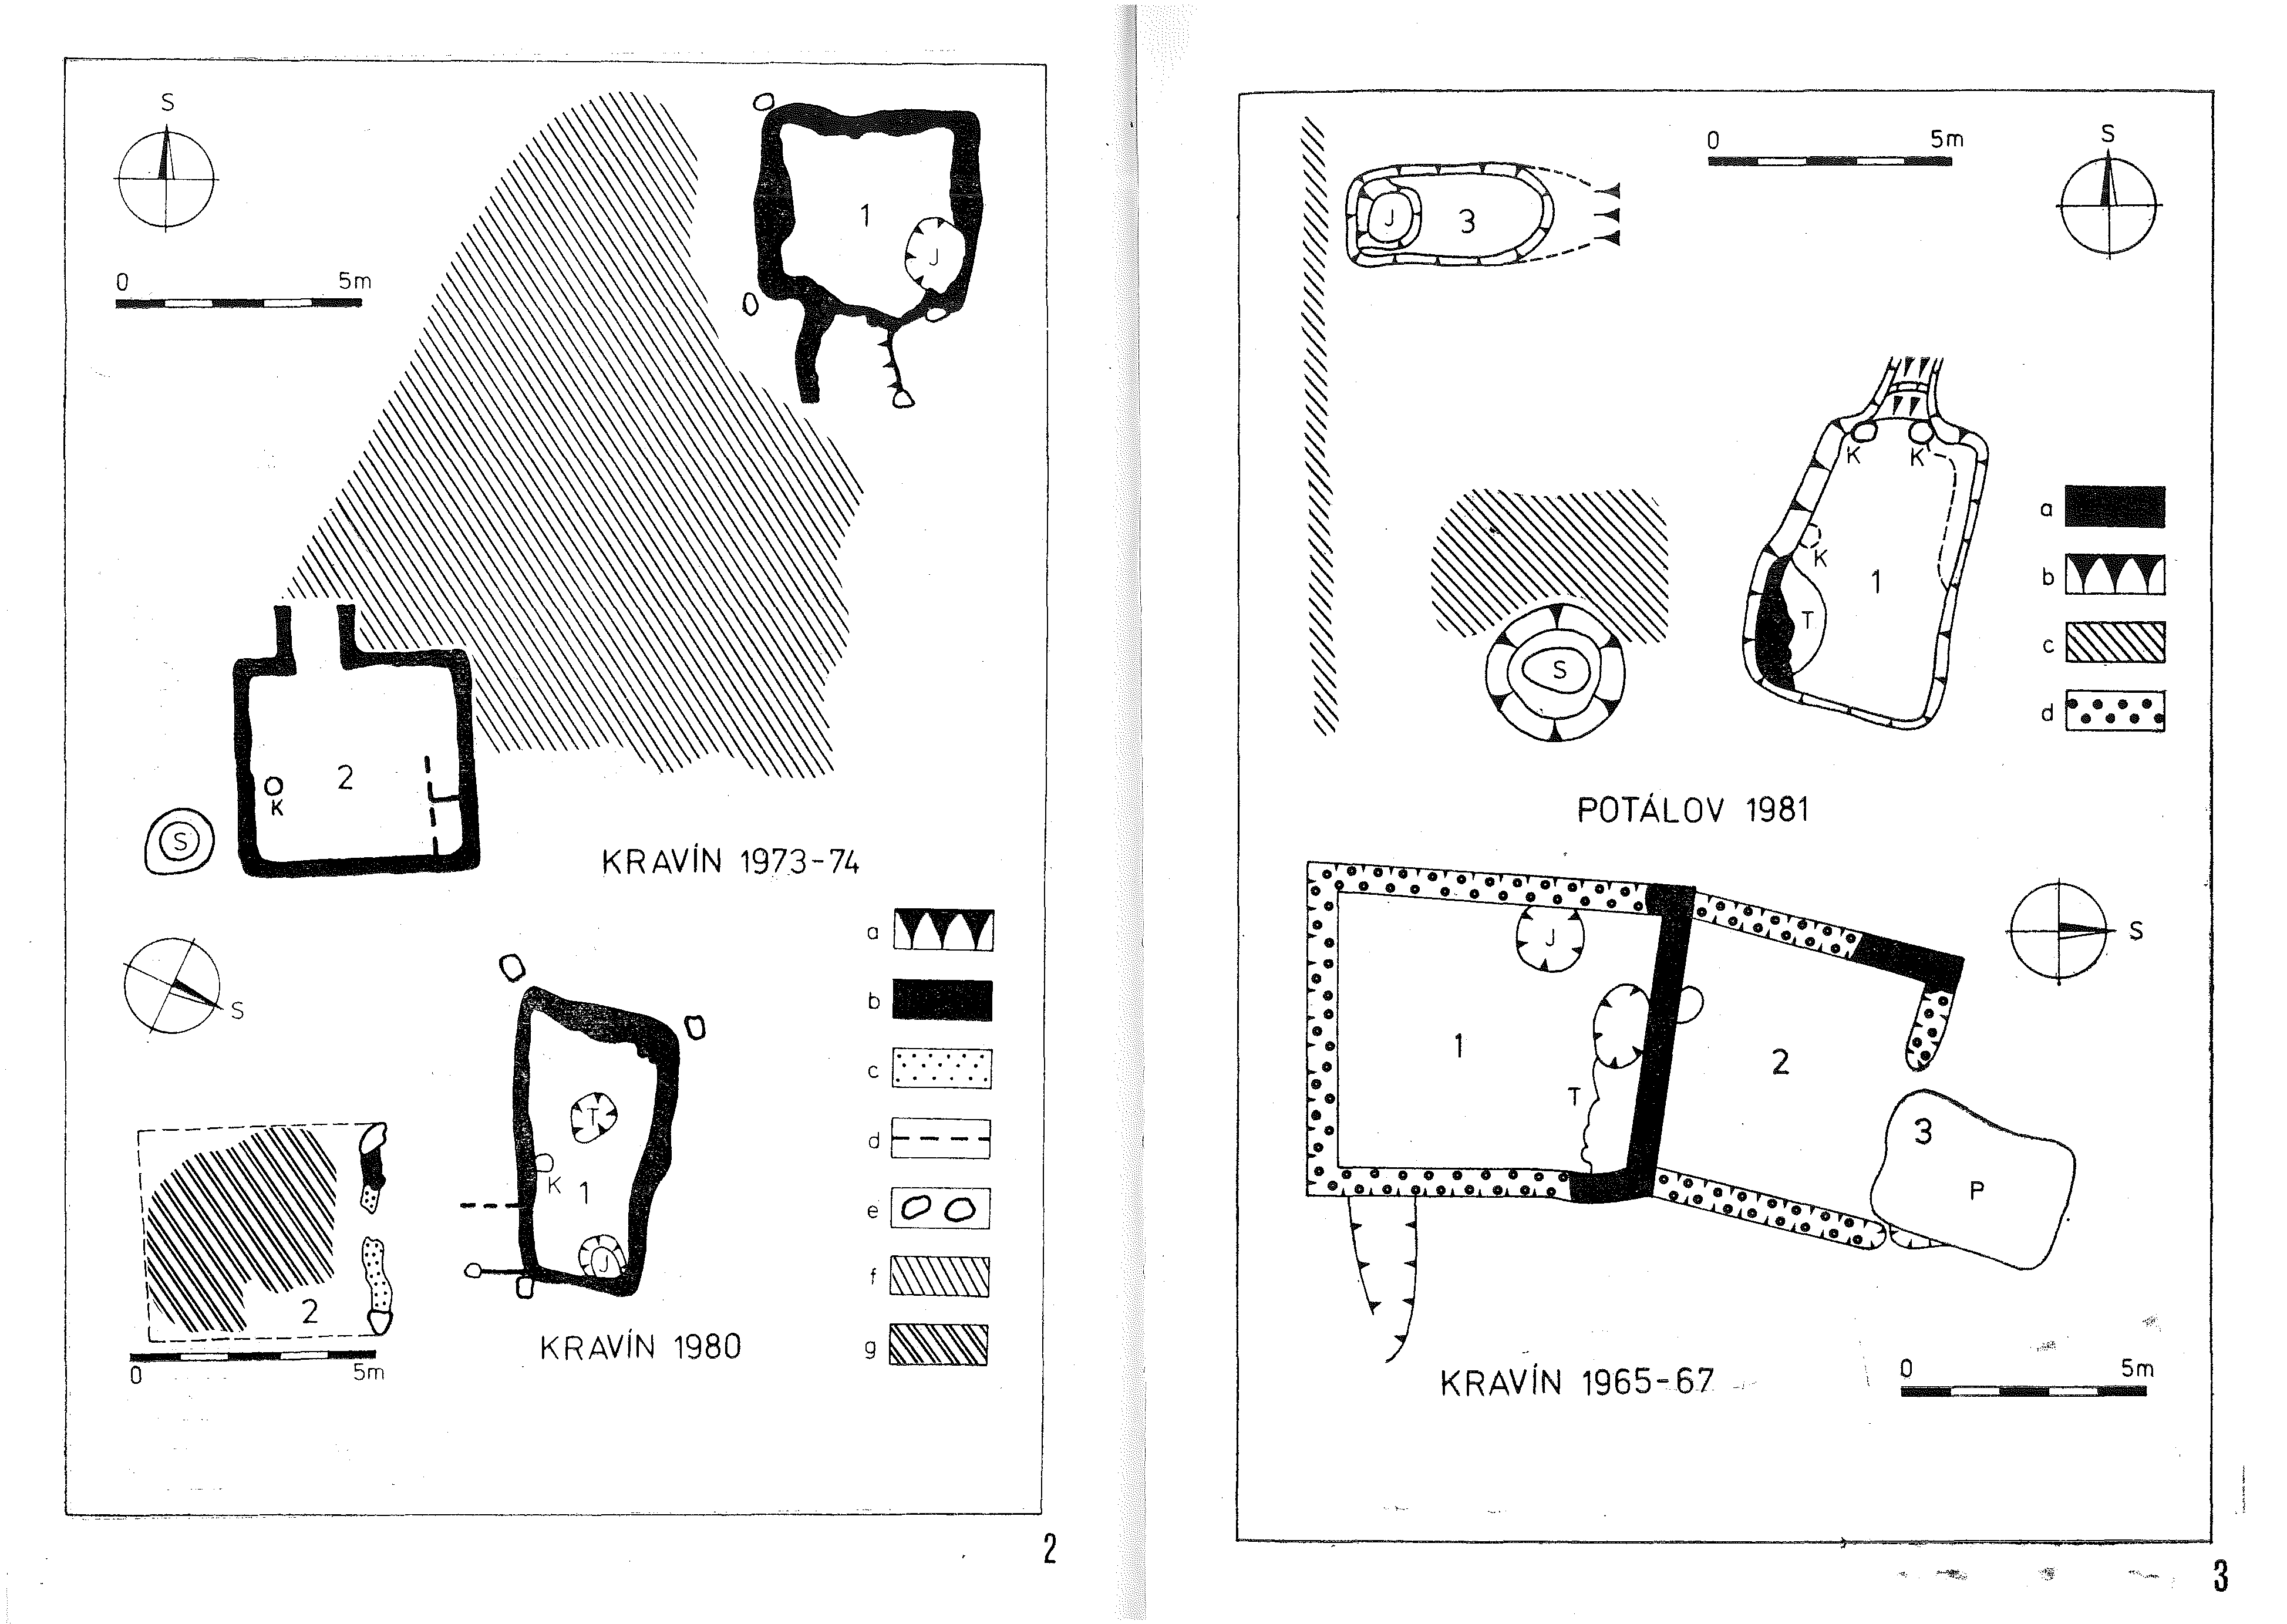 S
0 5m
1
J
2
K
S
KRAVÍN 1973-74
S
a
b
c
d
e
f
g
T
K 1
J
2
0 5m
KRAVÍN 1980
2
0 5m
S
J 3
K K
K
T
1
S
a
b
c
d
POTÁLOV 1981
S
J
1
T
2
3
P
KRAVÍN 1965-67
0 5m
3